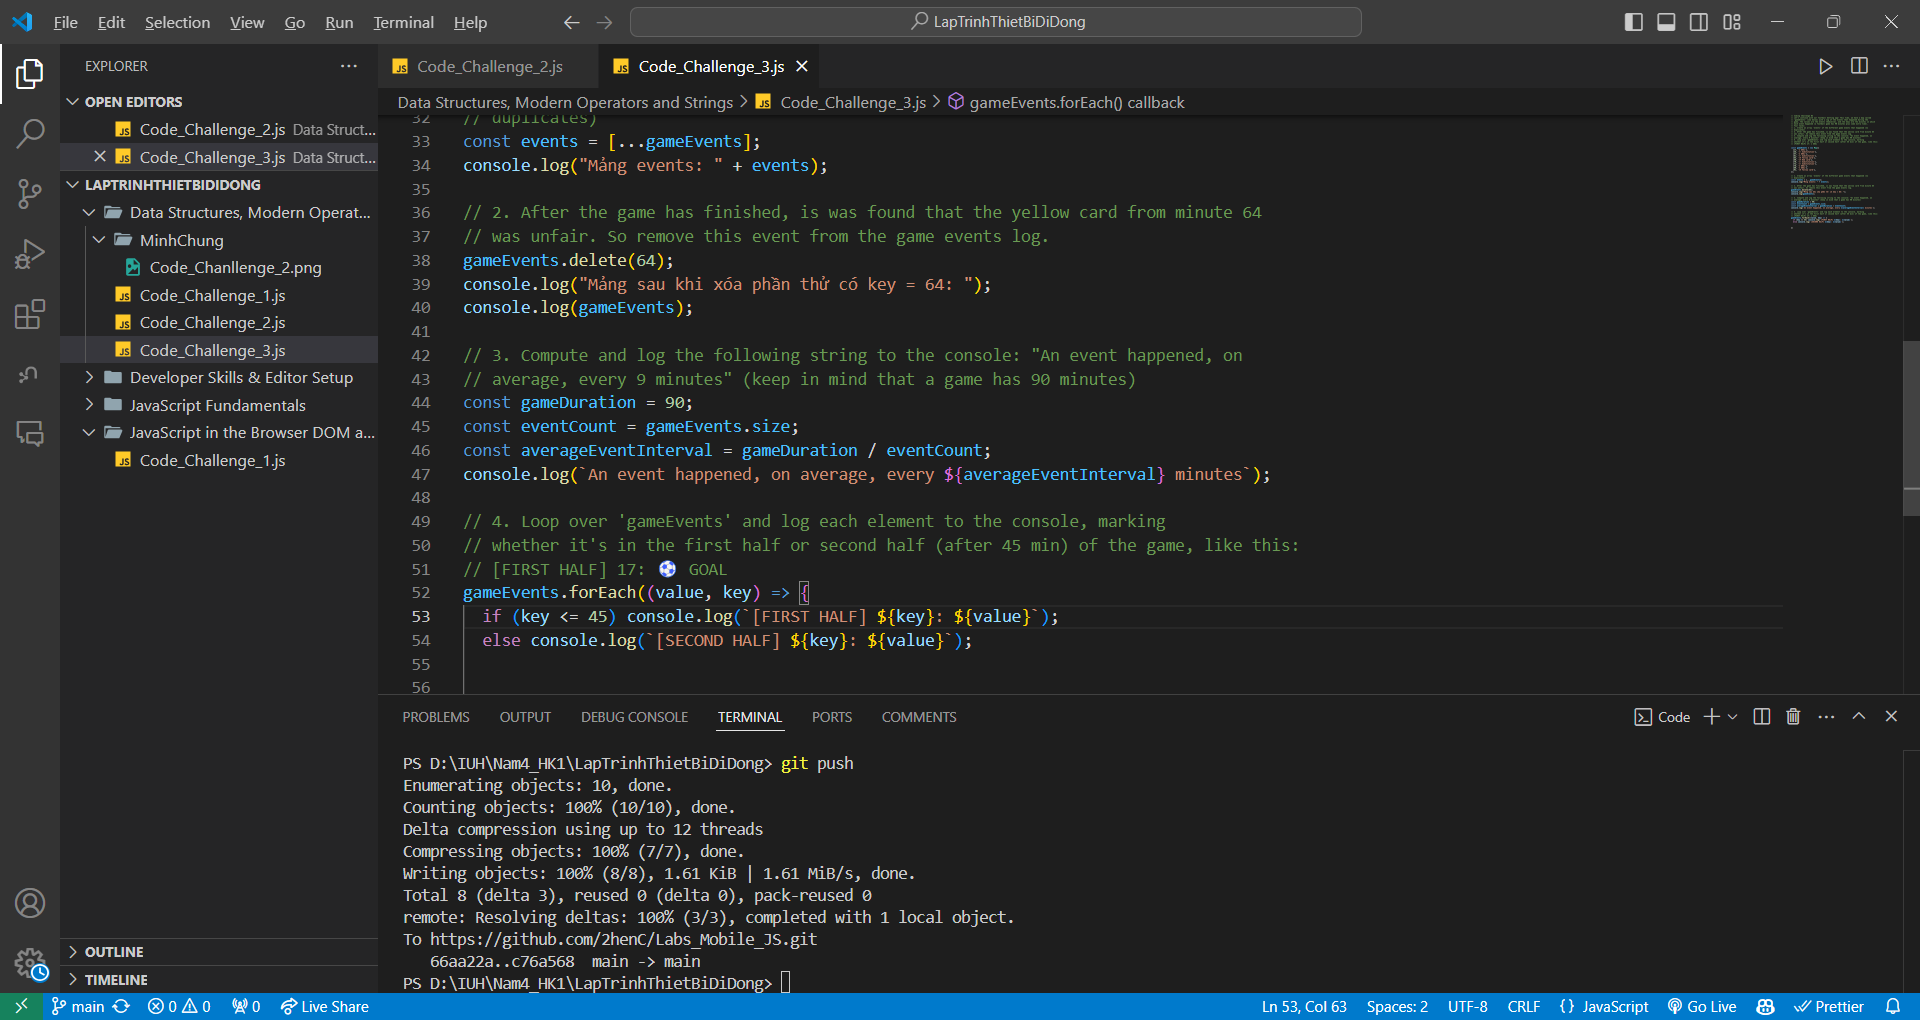 File Edit Selection View Go Run Terminal Help
LapTrinhThietBiDiDong
EXPLORER
OPEN EDITORS
Code_Challenge_2.js Data Struct...
Code_Challenge_3.js Data Struct...
LAPTRINHTHIETBIDIDONG
Data Structures, Modern Operat...
MinhChung
Code_Chanllenge_2.png
Code_Challenge_1.js
Code_Challenge_2.js
Code_Challenge_3.js
Developer Skills & Editor Setup
JavaScript Fundamentals
JavaScript in the Browser DOM a...
Code_Challenge_1.js
OUTLINE
TIMELINE
Code_Challenge_2.js
Code_Challenge_3.js
Data Structures, Modern Operators and Strings > Code_Challenge_3.js > gameEvents.forEach() callback
32 // duplicates)
33 const events = [...gameEvents];
34 console.log("Mảng events: " + events);
35
36 // 2. After the game has finished, is was found that the yellow card from minute 64
37 // was unfair. So remove this event from the game events log.
38 gameEvents.delete(64);
39 console.log("Mảng sau khi xóa phần thử có key = 64: ");
40 console.log(gameEvents);
41
42 // 3. Compute and log the following string to the console: "An event happened, on
43 // average, every 9 minutes" (keep in mind that a game has 90 minutes)
44 const gameDuration = 90;
45 const eventCount = gameEvents.size;
46 const averageEventInterval = gameDuration / eventCount;
47 console.log(`An event happened, on average, every ${averageEventInterval} minutes`);
48
49 // 4. Loop over 'gameEvents' and log each element to the console, marking
50 // whether it's in the first half or second half (after 45 min) of the game, like this:
51 // [FIRST HALF] 17: ⚽ GOAL
52 gameEvents.forEach((value, key) => {
53 if (key <= 45) console.log(`[FIRST HALF] ${key}: ${value}`);
54 else console.log(`[SECOND HALF] ${key}: ${value}`);
55
56
PROBLEMS OUTPUT DEBUG CONSOLE TERMINAL PORTS COMMENTS
Code
PS D:\IUH\Nam4_HK1\LapTrinhThietBiDiDong> git push
Enumerating objects: 10, done.
Counting objects: 100% (10/10), done.
Delta compression using up to 12 threads
Compressing objects: 100% (7/7), done.
Writing objects: 100% (8/8), 1.61 KiB | 1.61 MiB/s, done.
Total 8 (delta 3), reused 0 (delta 0), pack-reused 0
remote: Resolving deltas: 100% (3/3), completed with 1 local object.
To https://github.com/2henC/Labs_Mobile_JS.git
66aa22a..c76a568 main -> main
PS D:\IUH\Nam4_HK1\LapTrinhThietBiDiDong>
main 0 0 0 Live Share
Ln 53, Col 63 Spaces: 2 UTF-8 CRLF {} JavaScript Go Live Prettier